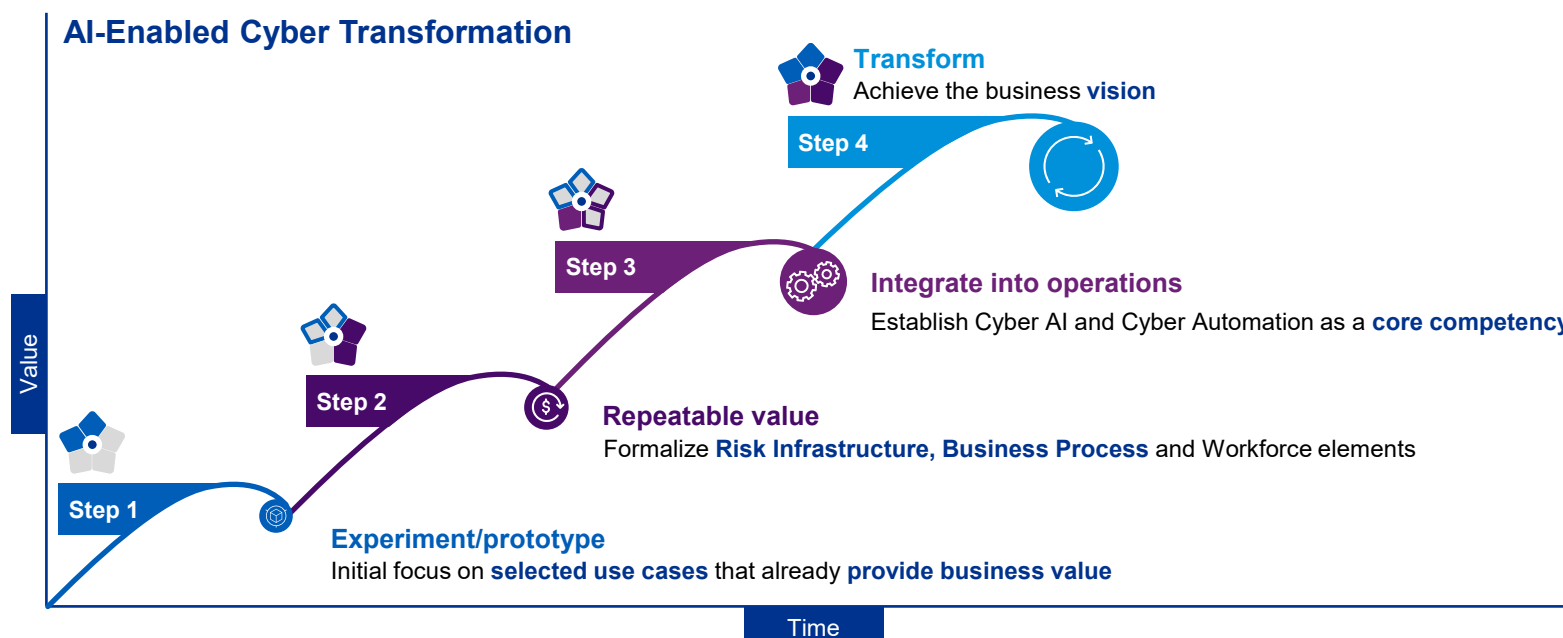 AI-Enabled Cyber Transformation
Transform
Achieve the business vision
Step 4
Step 3
Integrate into operations
Establish Cyber AI and Cyber Automation as a core competency
Value
Step 2
Repeatable value
Formalize Risk Infrastructure, Business Process and Workforce elements
Step 1
Experiment/prototype
Initial focus on selected use cases that already provide business value
Time
$